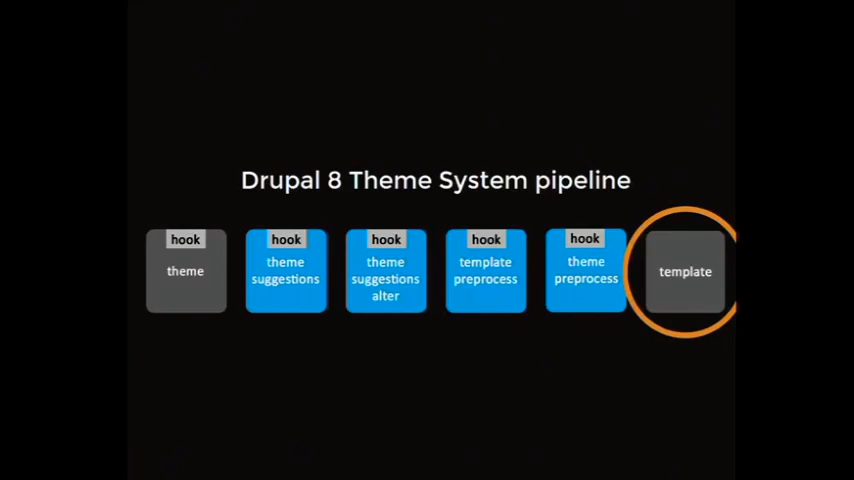 Drupal 8 Theme System pipeline
hook
theme
hook
theme
suggestions
hook
theme
suggestions
alter
hook
template
preprocess
hook
theme
preprocess
template